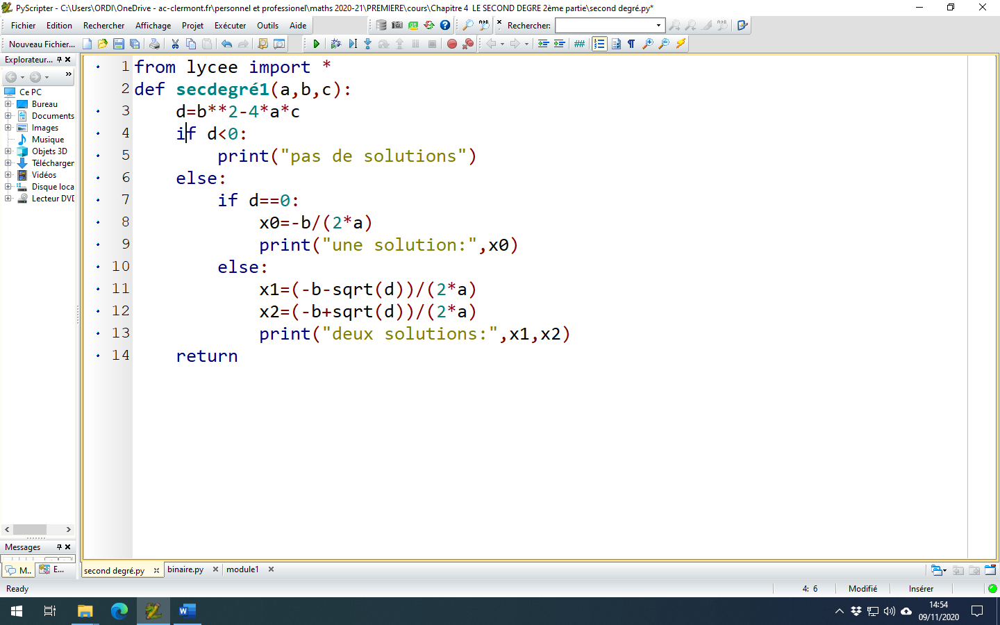 PyScripter - C:\Users\ORDI\OneDrive - ac-clermont.fr\personnel et professionel\maths 2020-21\PREMIERE\cours\Chapitre 4  LE SECOND DEGRE 2ème partie\second degré.py*
Fichier Edition Rechercher Affichage Projet Exécuter Outils Aide Rechercher:
Nouveau Fichier...
Explorateur...
Ce PC
Bureau
Documents
Images
Musique
Objets 3D
Télécharger
Vidéos
Disque loca
Lecteur DVD
1 from lycee import *
2 def secdegré1(a,b,c):
3     d=b**2-4*a*c
4     if d<0:
5         print("pas de solutions")
6     else:
7         if d==0:
8             x0=-b/(2*a)
9             print("une solution:",x0)
10         else:
11             x1=(-b-sqrt(d))/(2*a)
12             x2=(-b+sqrt(d))/(2*a)
13             print("deux solutions:",x1,x2)
14     return
Messages
M.. E...
second degré.py binaire.py module1
Ready 4: 6 Modifié Insérer
14:54
09/11/2020